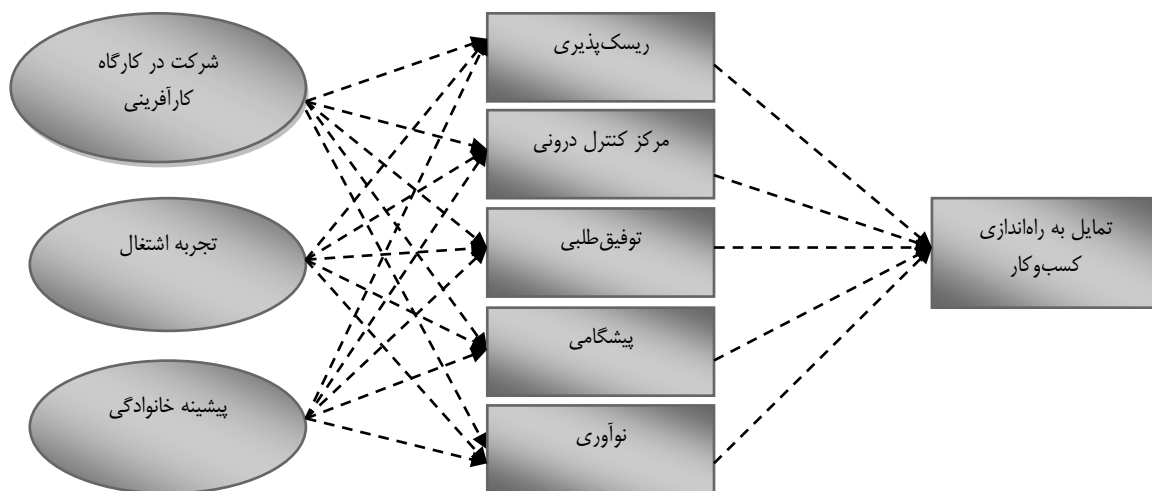 شرکت در کارگاه
کارآفرینی
تجربه اشتغال
پیشینه خانوادگی
ریسک‌پذیری
مرکز کنترل درونی
توفیق‌طلبی
پیشگامی
نوآوری
تمایل به راه‌اندازی
کسب‌وکار